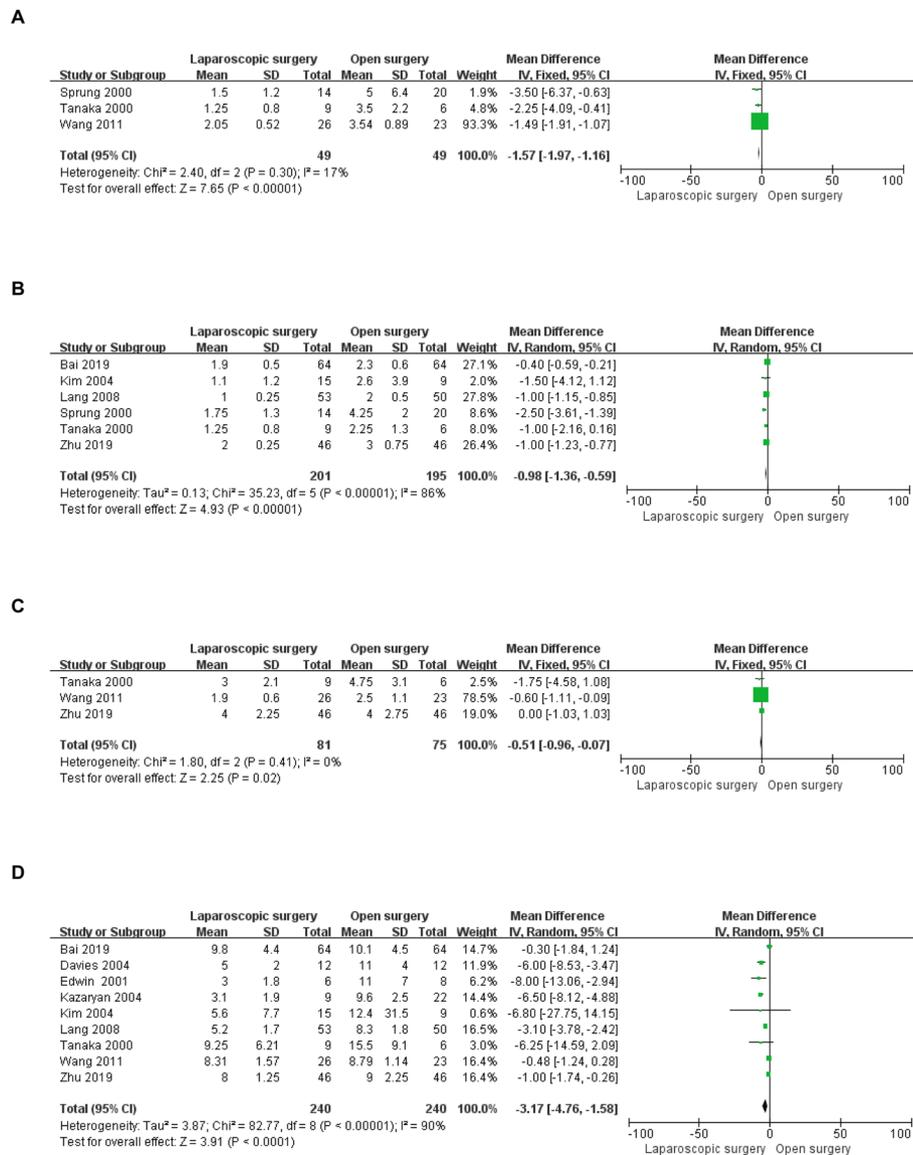 A
Laparoscopic surgery Open surgery Mean Difference Mean Difference
Study or Subgroup Mean SD Total Mean SD Total Weight IV, Fixed, 95% CI IV, Fixed, 95% CI
Sprung 2000 1.5 1.2 14 5 6.4 20 1.9% -3.50 [-6.37, -0.63]
Tanaka 2000 1.25 0.8 9 3.5 2.2 6 4.8% -2.25 [-4.09, -0.41]
Wang 2011 2.05 0.52 26 3.54 0.89 23 93.3% -1.49 [-1.91, -1.07]
Total (95% CI) 49 49 100.0% -1.57 [-1.97, -1.16]
Heterogeneity: Chi² = 2.40, df = 2 (P = 0.30); I² = 17%
Test for overall effect: Z = 7.65 (P < 0.00001)
-100 -50 0 50 100
Laparoscopic surgery Open surgery
B
Laparoscopic surgery Open surgery Mean Difference Mean Difference
Study or Subgroup Mean SD Total Mean SD Total Weight IV, Random, 95% CI IV, Random, 95% CI
Bai 2019 1.9 0.5 64 2.3 0.6 64 27.1% -0.40 [-0.59, -0.21]
Kim 2004 1.1 1.2 15 2.6 3.9 9 2.0% -1.50 [-4.12, 1.12]
Lang 2008 1 0.25 53 2 0.5 50 27.8% -1.00 [-1.15, -0.85]
Sprung 2000 1.75 1.3 14 4.25 2 20 8.6% -2.50 [-3.61, -1.39]
Tanaka 2000 1.25 0.8 9 2.25 1.3 6 8.0% -1.00 [-2.16, 0.16]
Zhu 2019 2 0.25 46 3 0.75 46 26.4% -1.00 [-1.23, -0.77]
Total (95% CI) 201 195 100.0% -0.98 [-1.36, -0.59]
Heterogeneity: Tau² = 0.13; Chi² = 35.23, df = 5 (P < 0.00001); I² = 86%
Test for overall effect: Z = 4.93 (P < 0.00001)
-100 -50 0 50 100
Laparoscopic surgery Open surgery
C
Laparoscopic surgery Open surgery Mean Difference Mean Difference
Study or Subgroup Mean SD Total Mean SD Total Weight IV, Fixed, 95% CI IV, Fixed, 95% CI
Tanaka 2000 3 2.1 9 4.75 3.1 6 2.5% -1.75 [-4.58, 1.08]
Wang 2011 1.9 0.6 26 2.5 1.1 23 78.5% -0.60 [-1.11, -0.09]
Zhu 2019 4 2.25 46 4 2.75 46 19.0% 0.00 [-1.03, 1.03]
Total (95% CI) 81 75 100.0% -0.51 [-0.96, -0.07]
Heterogeneity: Chi² = 1.80, df = 2 (P = 0.41); I² = 0%
Test for overall effect: Z = 2.25 (P = 0.02)
-100 -50 0 50 100
Laparoscopic surgery Open surgery
D
Laparoscopic surgery Open surgery Mean Difference Mean Difference
Study or Subgroup Mean SD Total Mean SD Total Weight IV, Random, 95% CI IV, Random, 95% CI
Bai 2019 9.8 4.4 64 10.1 4.5 64 14.7% -0.30 [-1.84, 1.24]
Davies 2004 5 2 12 11 4 12 11.9% -6.00 [-8.53, -3.47]
Edwin 2001 3 1.8 6 11 7 8 6.2% -8.00 [-13.06, -2.94]
Kazaryan 2004 3.1 1.9 9 9.6 2.5 22 14.4% -6.50 [-8.12, -4.88]
Kim 2004 5.6 7.7 15 12.4 31.5 9 0.6% -6.80 [-27.75, 14.15]
Lang 2008 5.2 1.7 53 8.3 1.8 50 16.5% -3.10 [-3.78, -2.42]
Tanaka 2000 9.25 6.21 9 15.5 9.1 6 3.0% -6.25 [-14.59, 2.09]
Wang 2011 8.31 1.57 26 8.79 1.14 23 16.4% -0.48 [-1.24, 0.28]
Zhu 2019 8 1.25 46 9 2.25 46 16.4% -1.00 [-1.74, -0.26]
Total (95% CI) 240 240 100.0% -3.17 [-4.76, -1.58]
Heterogeneity: Tau² = 3.87; Chi² = 82.77, df = 8 (P < 0.00001); I² = 90%
Test for overall effect: Z = 3.91 (P < 0.0001)
-100 -50 0 50 100
Laparoscopic surgery Open surgery